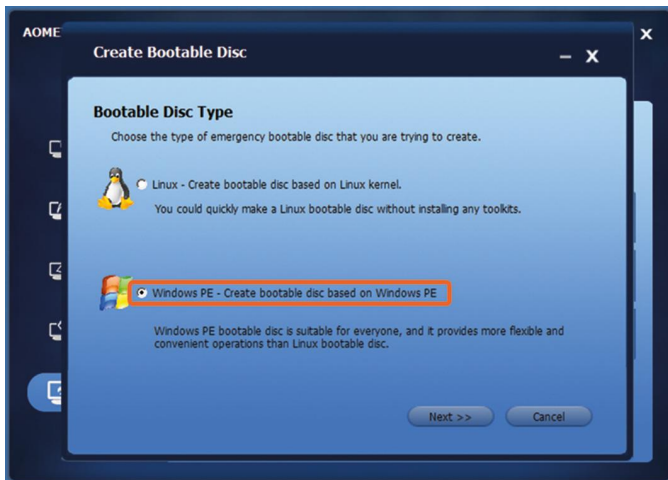 AOME
X
Create Bootable Disc
– X
Bootable Disc Type
Choose the type of emergency bootable disc that you are trying to create.
Linux - Create bootable disc based on Linux kernel.
You could quickly make a Linux bootable disc without installing any toolkits.
Windows PE - Create bootable disc based on Windows PE
Windows PE bootable disc is suitable for everyone, and it provides more flexible and
convenient operations than Linux bootable disc.
Next >>
Cancel